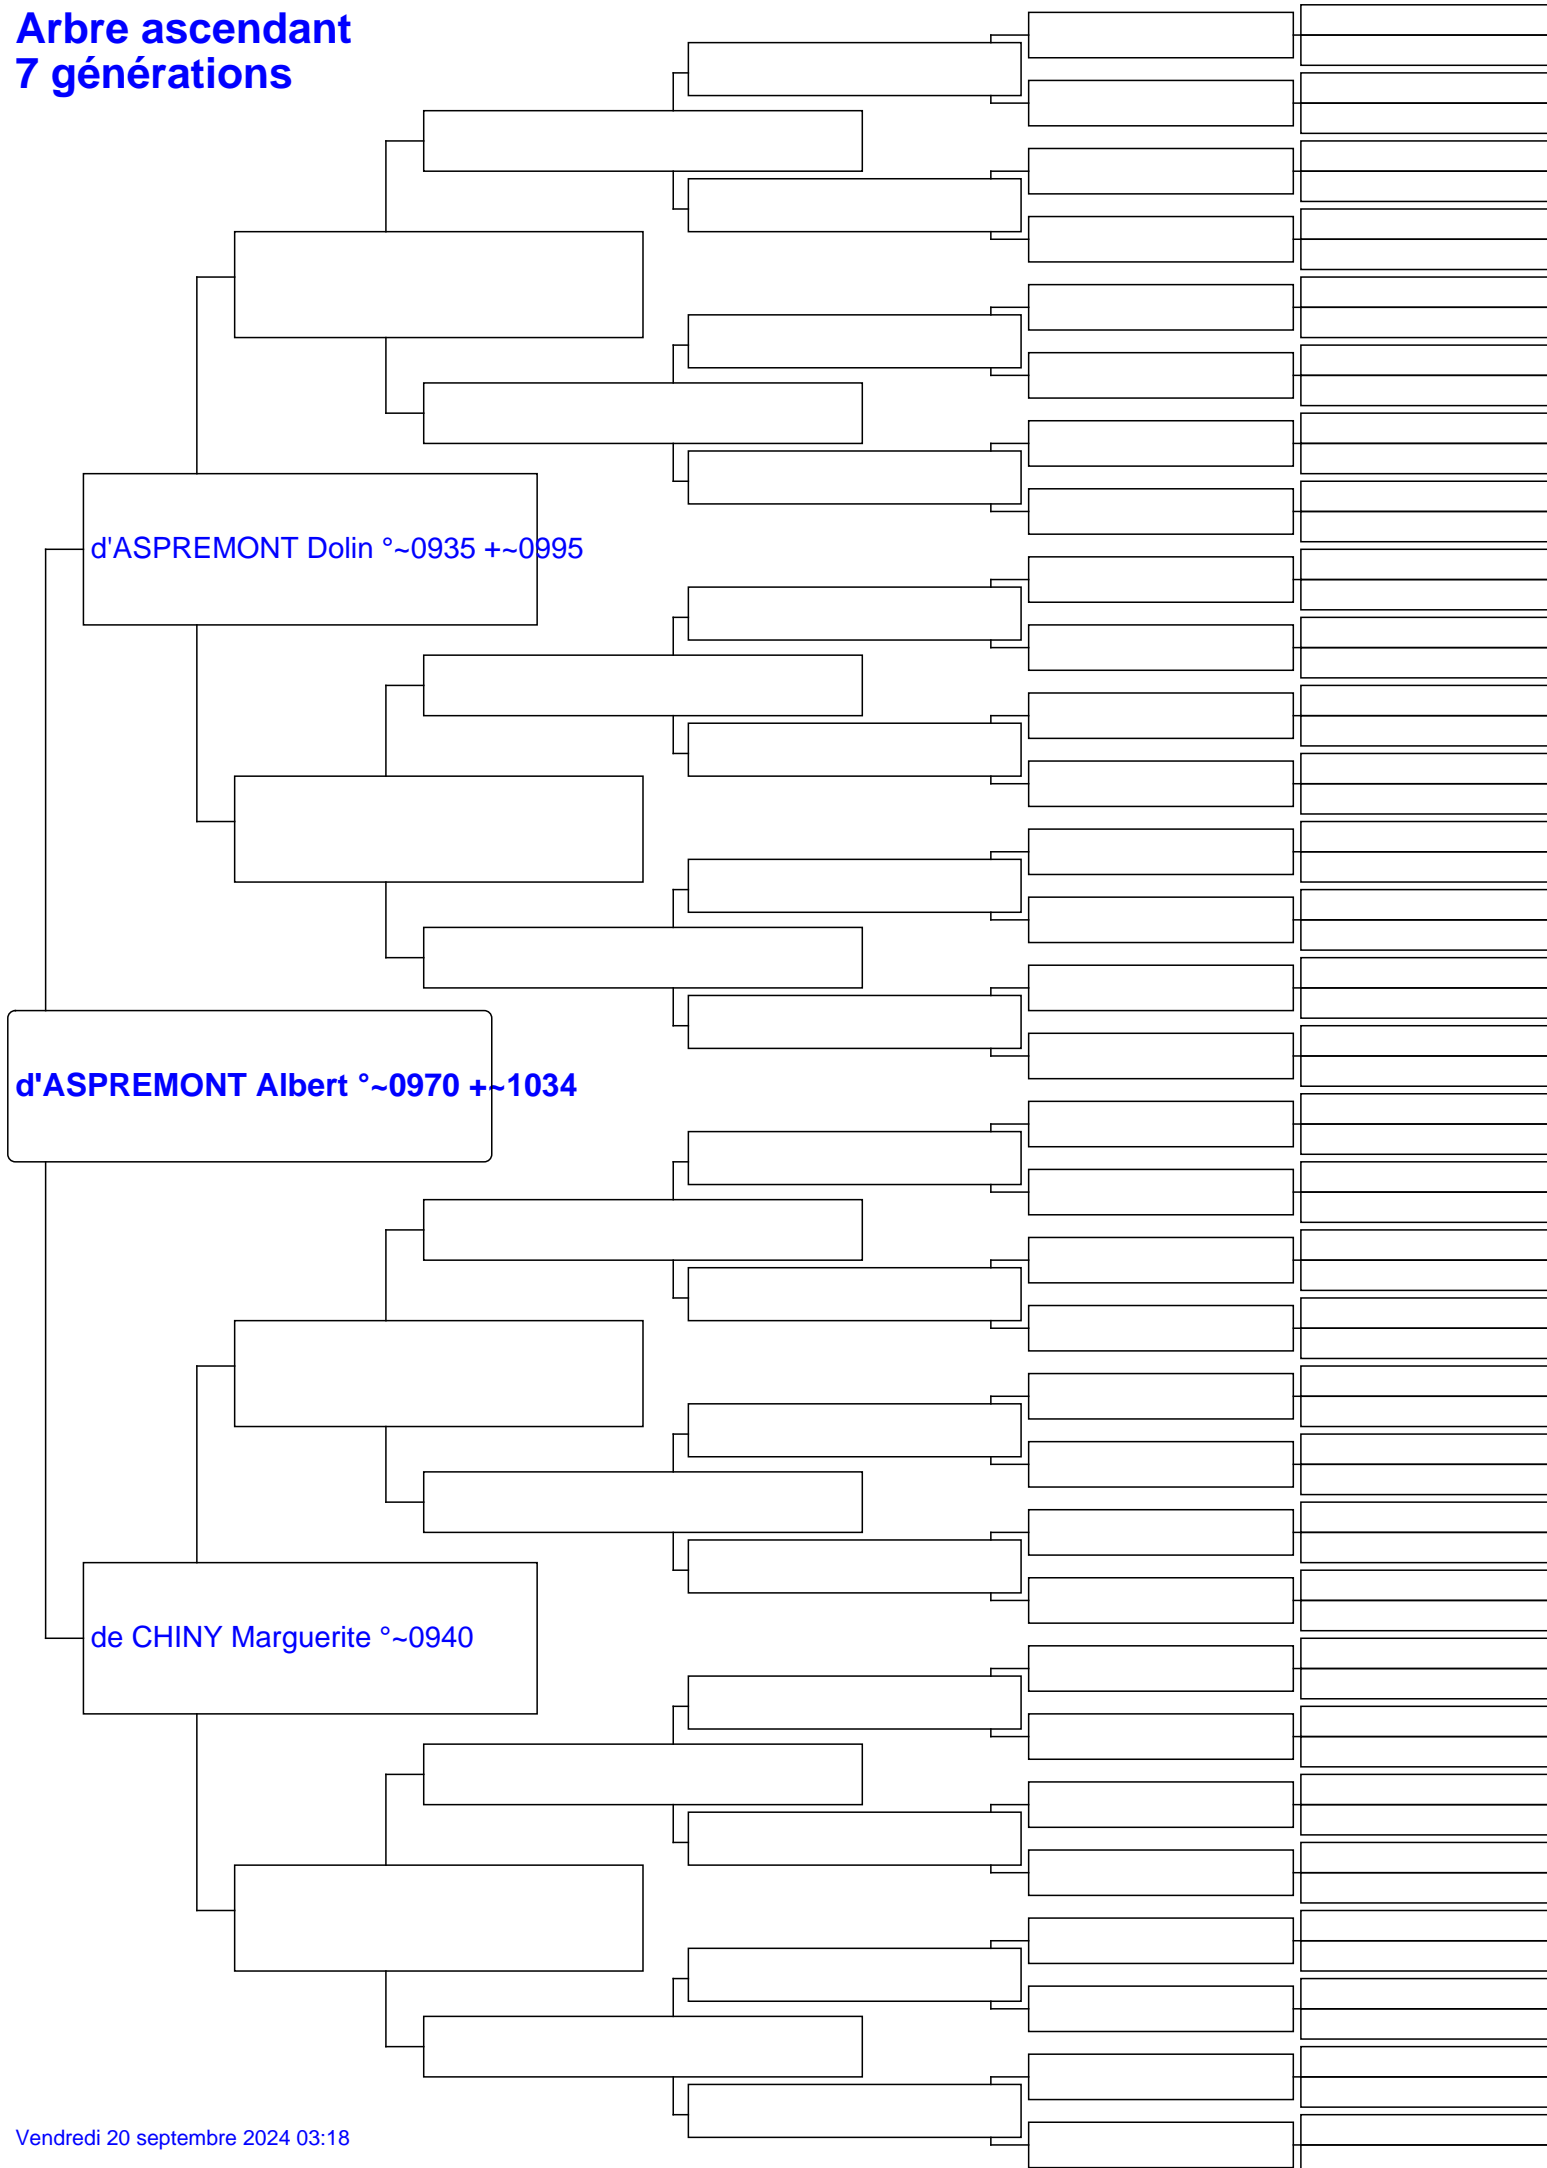 Arbre ascendant
7 générations
d'ASPREMONT Dolin °~0935 +~0995
d'ASPREMONT Albert °~0970 +~1034
de CHINY Marguerite °~0940
Vendredi 20 septembre 2024 03:18